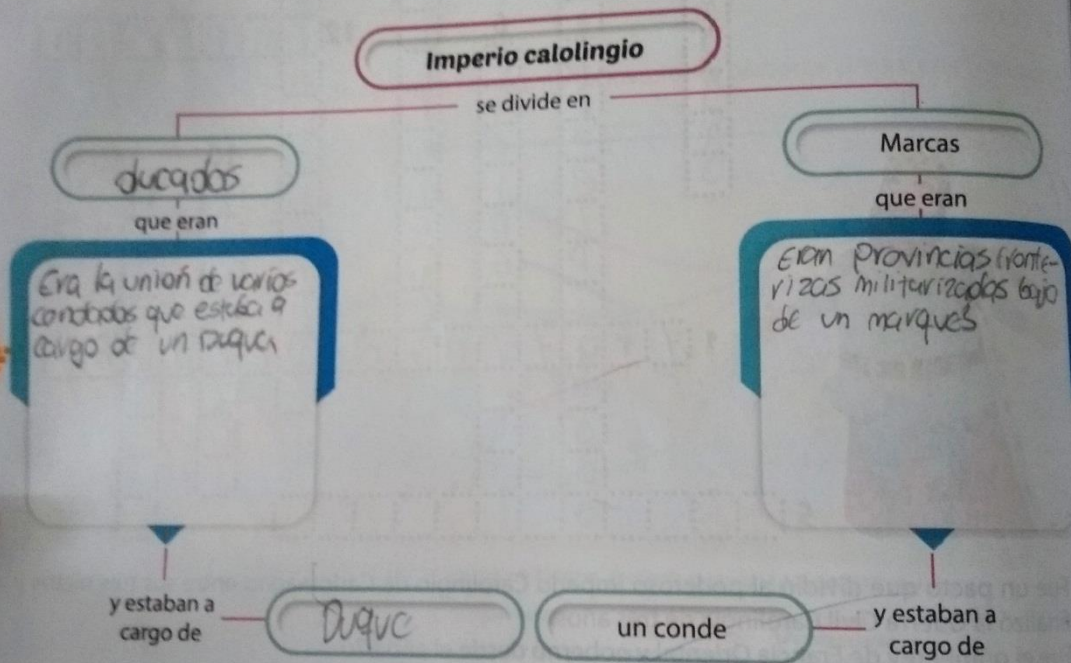 Imperio calolingio
se divide en
ducados
Marcas
que eran
que eran
Era la unión de varios
condados que estaba a
cargo de un Duque
Eran Provincias fronte-
rizas militarizadas bajo
de un marques
y estaban a
cargo de
Duque
un conde
y estaban a
cargo de